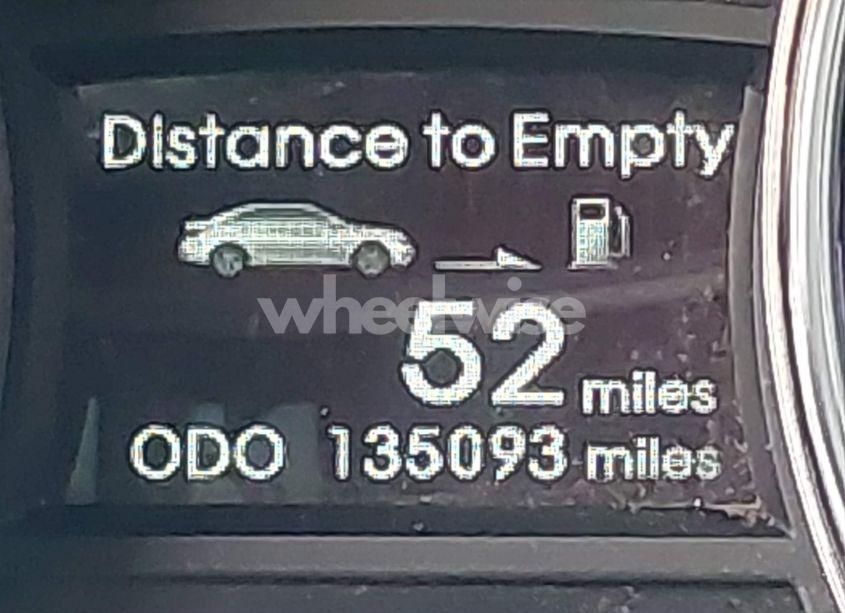 Distance to Empty
wheelwise
52 miles
ODO 135093 miles